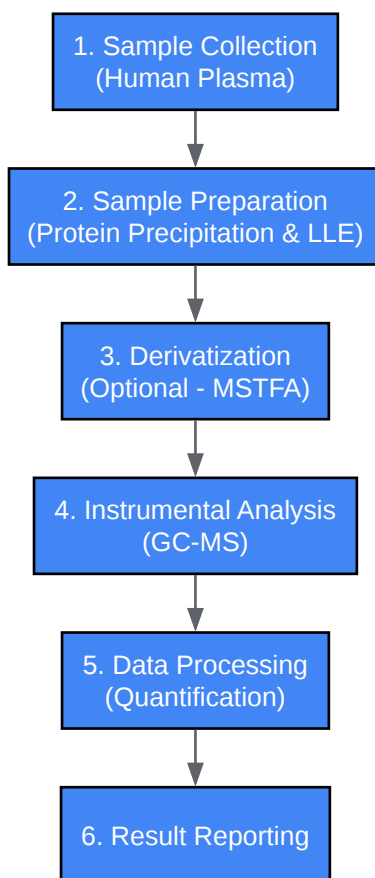 1. Sample Collection
(Human Plasma)
2. Sample Preparation
(Protein Precipitation & LLE)
3. Derivatization
(Optional - MSTFA)
4. Instrumental Analysis
(GC-MS)
5. Data Processing
(Quantification)
6. Result Reporting